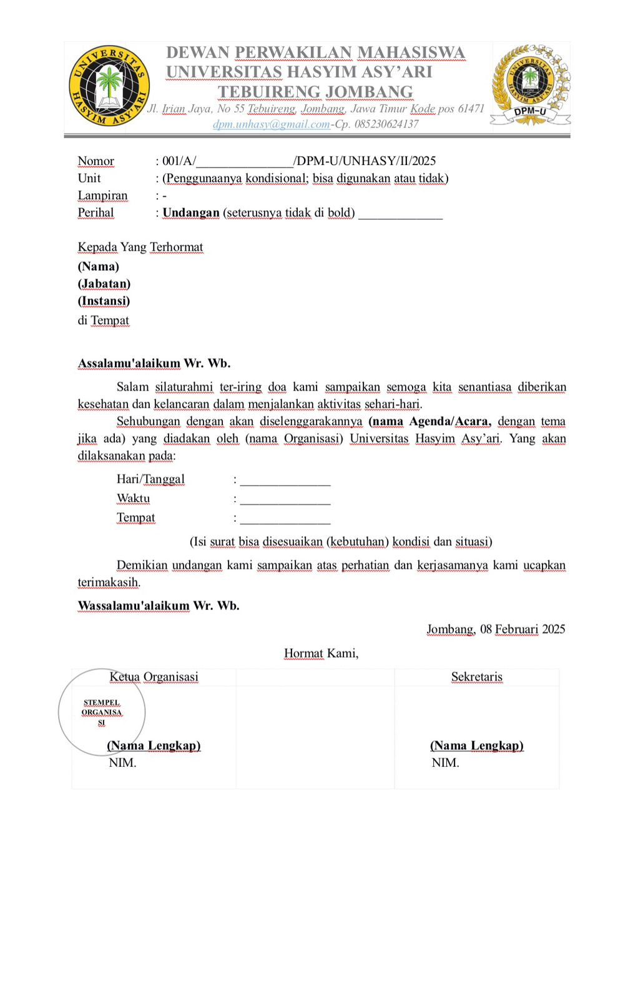 DEWAN PERWAKILAN MAHASISWA
UNIVERSITAS HASYIM ASY’ARI
TEBUIRENG JOMBANG
Jl. Irian Jaya, No 55 Tebuireng, Jombang, Jawa Timur Kode pos 61471
dpm.unhasy@gmail.com-Cp. 085230624137
UNIVERSITAS
HASYIM ASY'ARI
UNIVERSITAS
HASYIM ASY'ARI
DPM
DPM-U
Nomor : 001/A/_______________/DPM-U/UNHASY/II/2025
Unit : (Penggunaanya kondisional; bisa digunakan atau tidak)
Lampiran : -
Perihal : Undangan (seterusnya tidak di bold) _____________
Kepada Yang Terhormat
(Nama)
(Jabatan)
(Instansi)
di Tempat
Assalamu'alaikum Wr. Wb.
Salam silaturahmi ter-iring doa kami sampaikan semoga kita senantiasa diberikan
kesehatan dan kelancaran dalam menjalankan aktivitas sehari-hari.
Sehubungan dengan akan diselenggarakannya (nama Agenda/Acara, dengan tema
jika ada) yang diadakan oleh (nama Organisasi) Universitas Hasyim Asy’ari. Yang akan
dilaksanakan pada:
Hari/Tanggal : ______________
Waktu : ______________
Tempat : ______________
(Isi surat bisa disesuaikan (kebutuhan) kondisi dan situasi)
Demikian undangan kami sampaikan atas perhatian dan kerjasamanya kami ucapkan
terimakasih.
Wassalamu'alaikum Wr. Wb.
Jombang, 08 Februari 2025
Hormat Kami,
Ketua Organisasi Sekretaris
STEMPEL
ORGANISA
SI
(Nama Lengkap) (Nama Lengkap)
NIM. NIM.